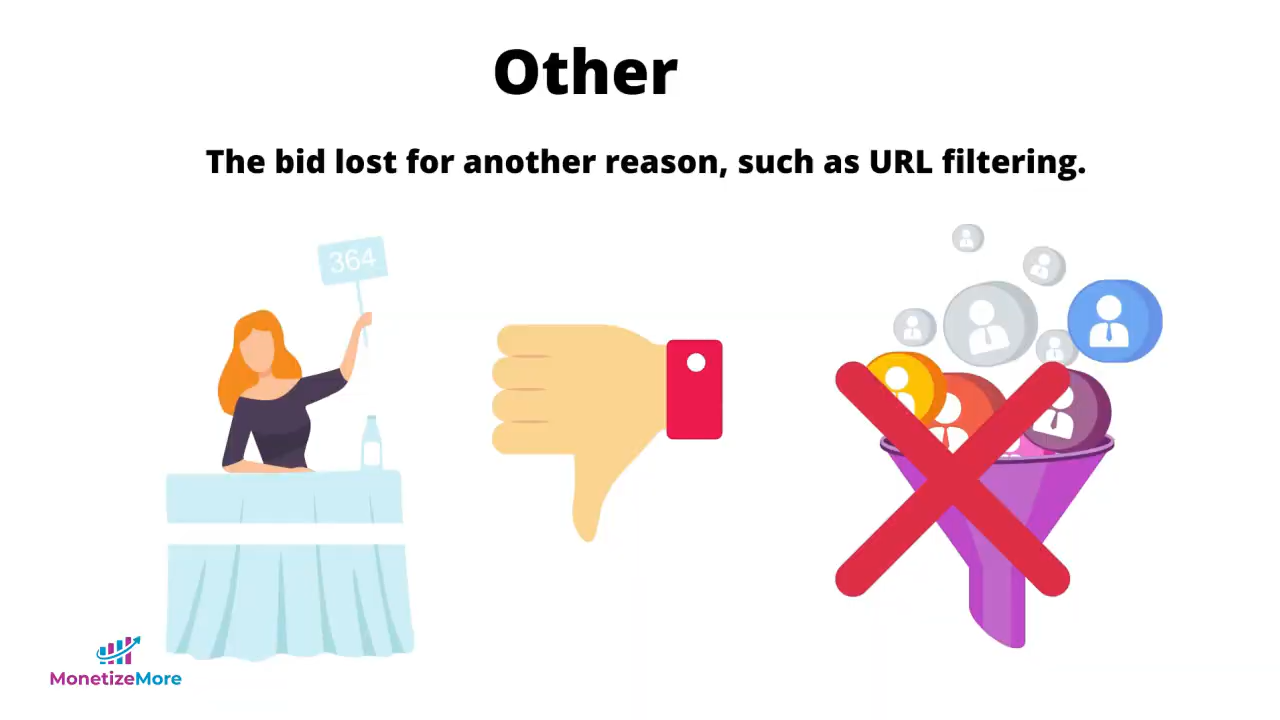 Other
The bid lost for another reason, such as URL filtering.
364
MonetizeMore